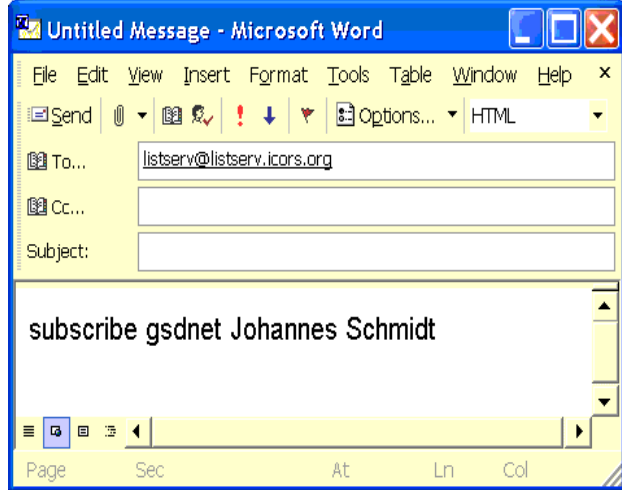 Untitled Message - Microsoft Word
File Edit View Insert Format Tools Table Window Help
Send Options... HTML
To... listserv@listserv.icors.org
Cc...
Subject:
subscribe gsdnet Johannes Schmidt
Page Sec At Ln Col